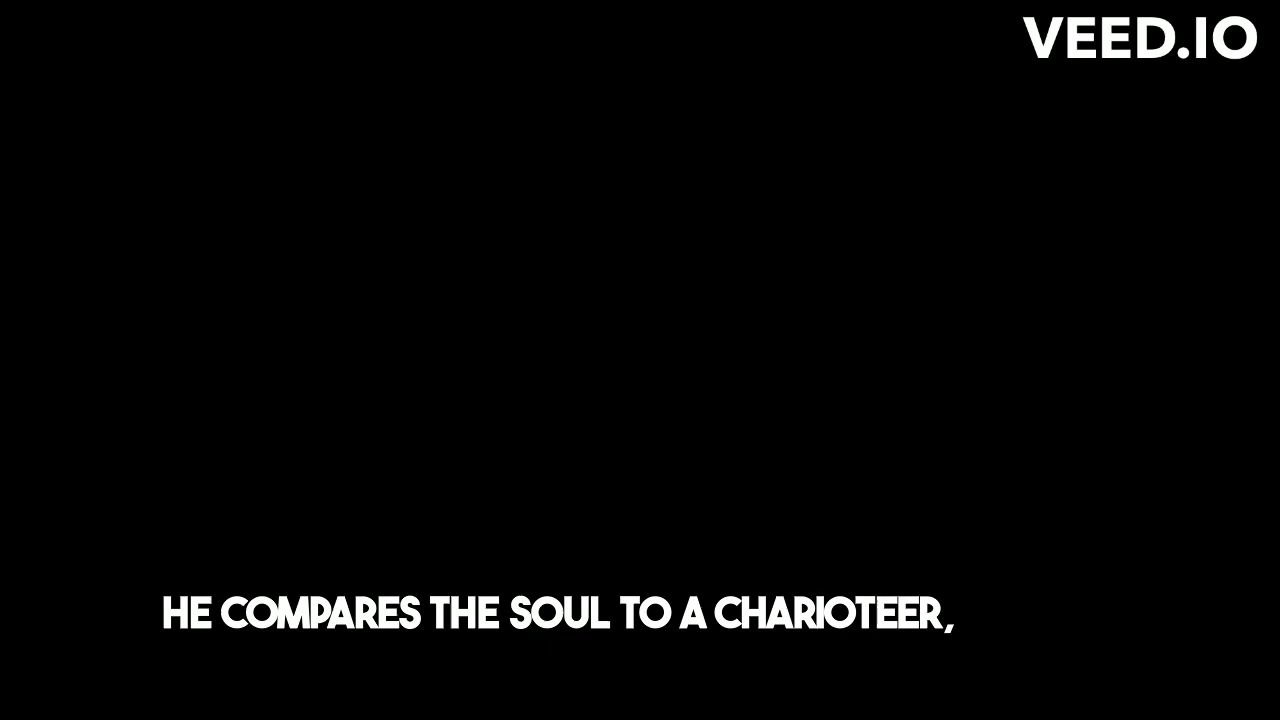 VEED.IO
HE COMPARES THE SOUL TO A CHARIOTEER,